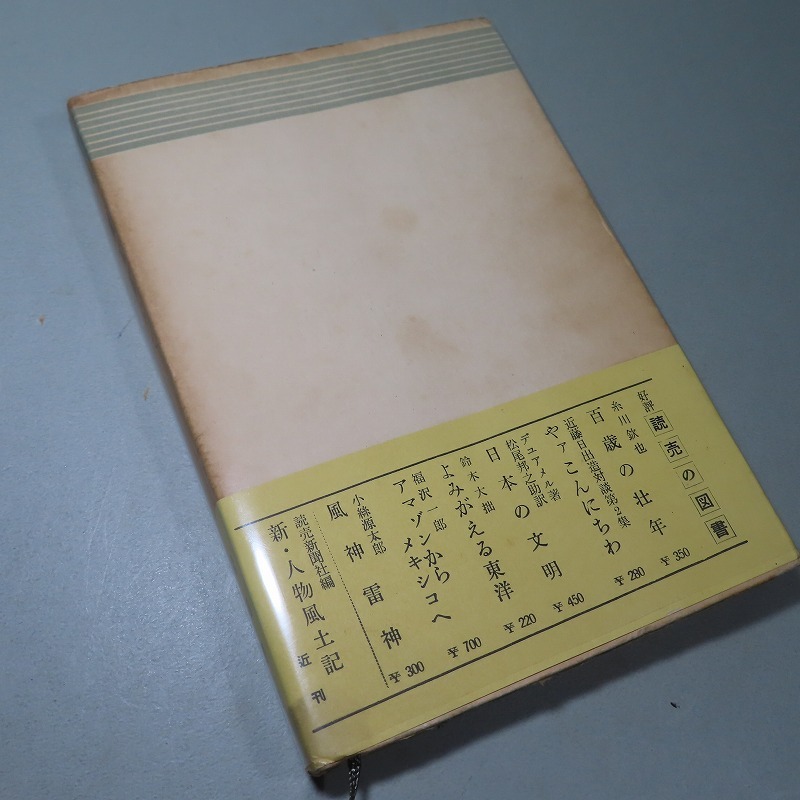 好評 読売の図書
糸川欽也
百歳の壮年 ¥350
近藤日出造対談第2集
やァこんにちわ ¥280
デュアメル著
松尾邦之助訳
日本の文明 ¥450
鈴木大拙
よみがえる東洋 ¥220
福沢一郎
アマゾンからメキシコへ ¥700
小絲源太郎
風神雷神 ¥300
読売新聞社編
新・人物風土記 近刊